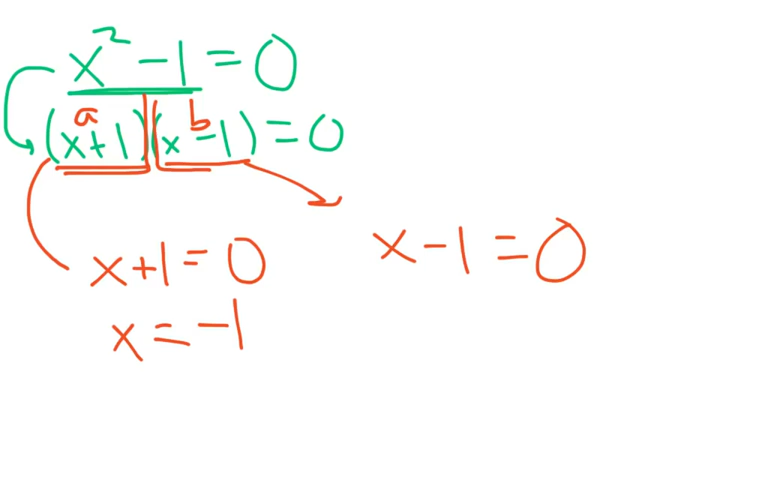 x² - 1 = 0
a b
(x + 1)(x - 1) = 0
x + 1 = 0
x - 1 = 0
x = -1